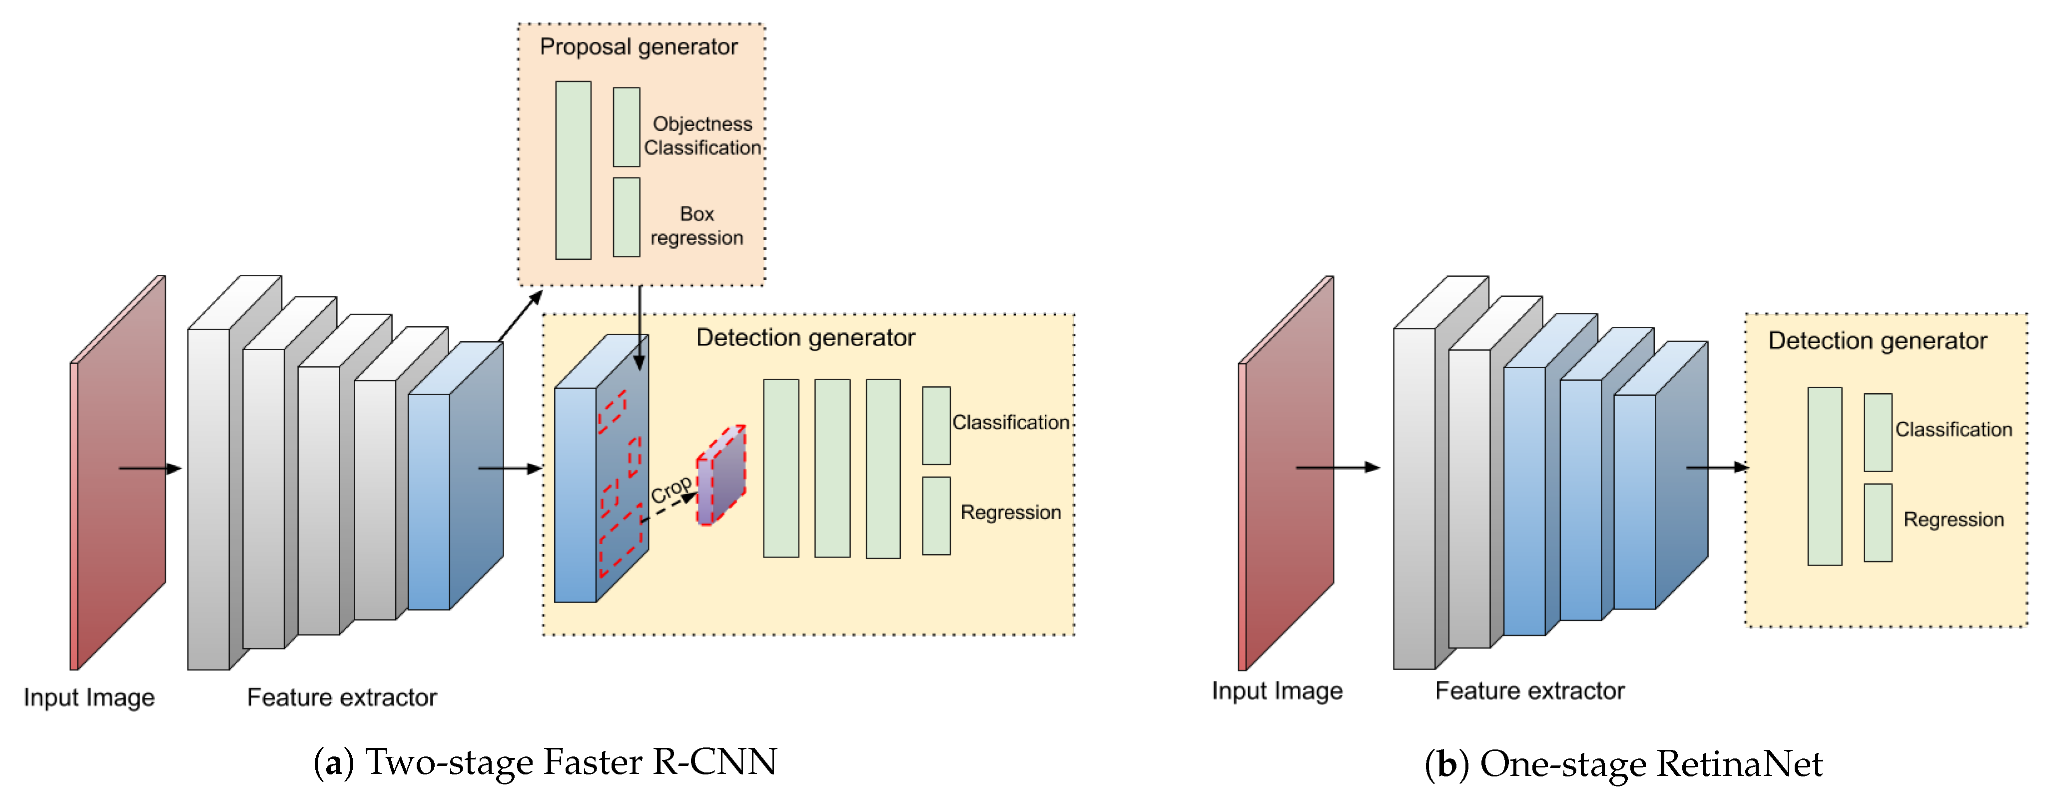 Proposal generator
Objectness
Classification
Box
regression
Detection generator
Crop
Classification
Regression
Input Image
Feature extractor
(a) Two-stage Faster R-CNN
Detection generator
Classification
Regression
Input Image
Feature extractor
(b) One-stage RetinaNet